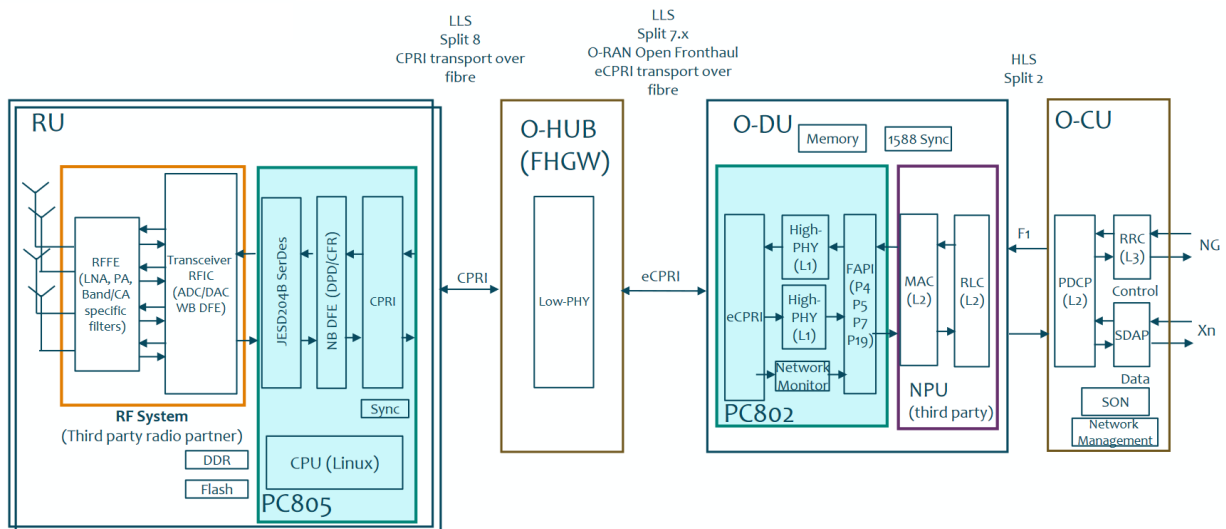 LLS
Split 8
CPRI transport over
fibre
LLS
Split 7.x
O-RAN Open Fronthaul
eCPRI transport over
fibre
HLS
Split 2
RU
RFFE
(LNA, PA,
Band/CA
specific
filters)
Transceiver
RFIC
(ADC/DAC
WB DFE)
RF System
(Third party radio partner)
DDR
Flash
JESD204B SerDes
NB DFE (DPD/CFR)
CPRI
Sync
CPU (Linux)
PC805
CPRI
O-HUB
(FHGW)
Low-PHY
eCPRI
O-DU
Memory
1588 Sync
eCPRI
High-
PHY
(L1)
High-
PHY
(L1)
Network
Monitor
FAPI
(P4
P5
P7
P19)
PC802
MAC
(L2)
RLC
(L2)
NPU
(third party)
F1
O-CU
PDCP
(L2)
RRC
(L3)
Control
SDAP
Data
SON
Network
Management
NG
Xn